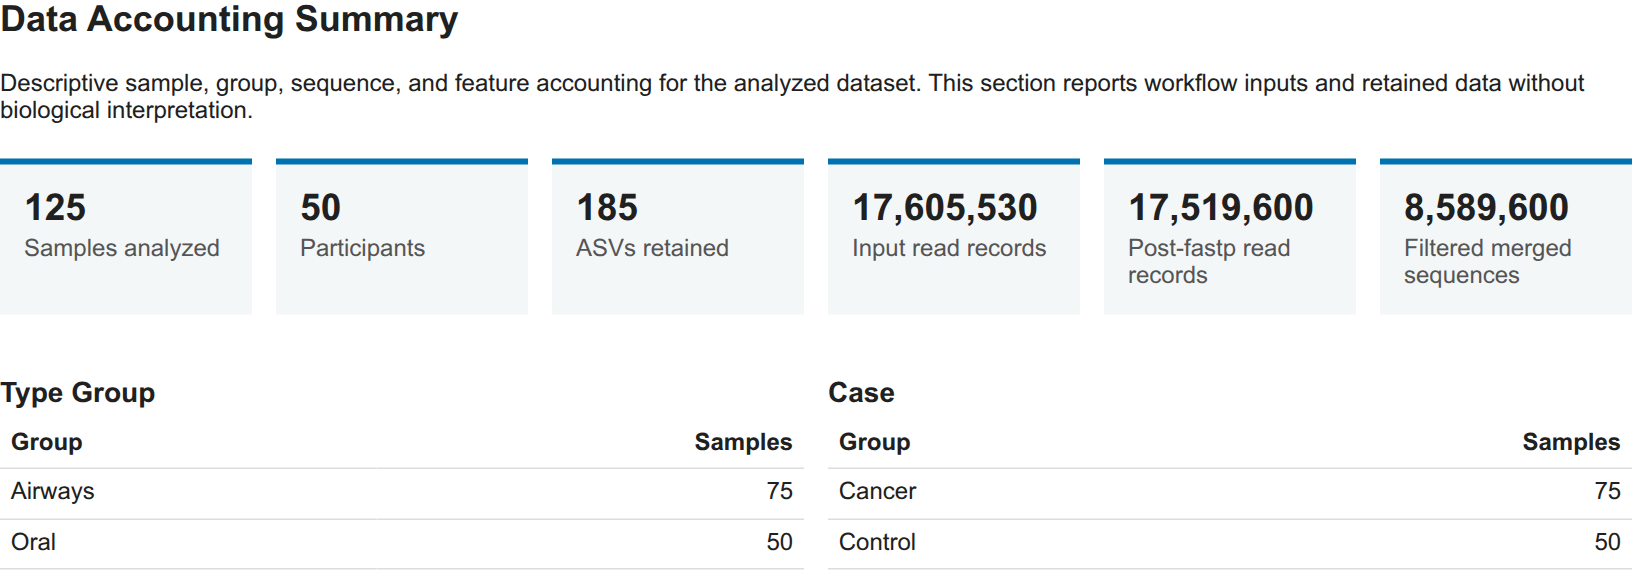 Data Accounting Summary
Descriptive sample, group, sequence, and feature accounting for the analyzed dataset. This section reports workflow inputs and retained data without
biological interpretation.
125
Samples analyzed
50
Participants
185
ASVs retained
17,605,530
Input read records
17,519,600
Post-fastp read
records
8,589,600
Filtered merged
sequences
Type Group
Group Samples
Airways 75
Oral 50
Case
Group Samples
Cancer 75
Control 50